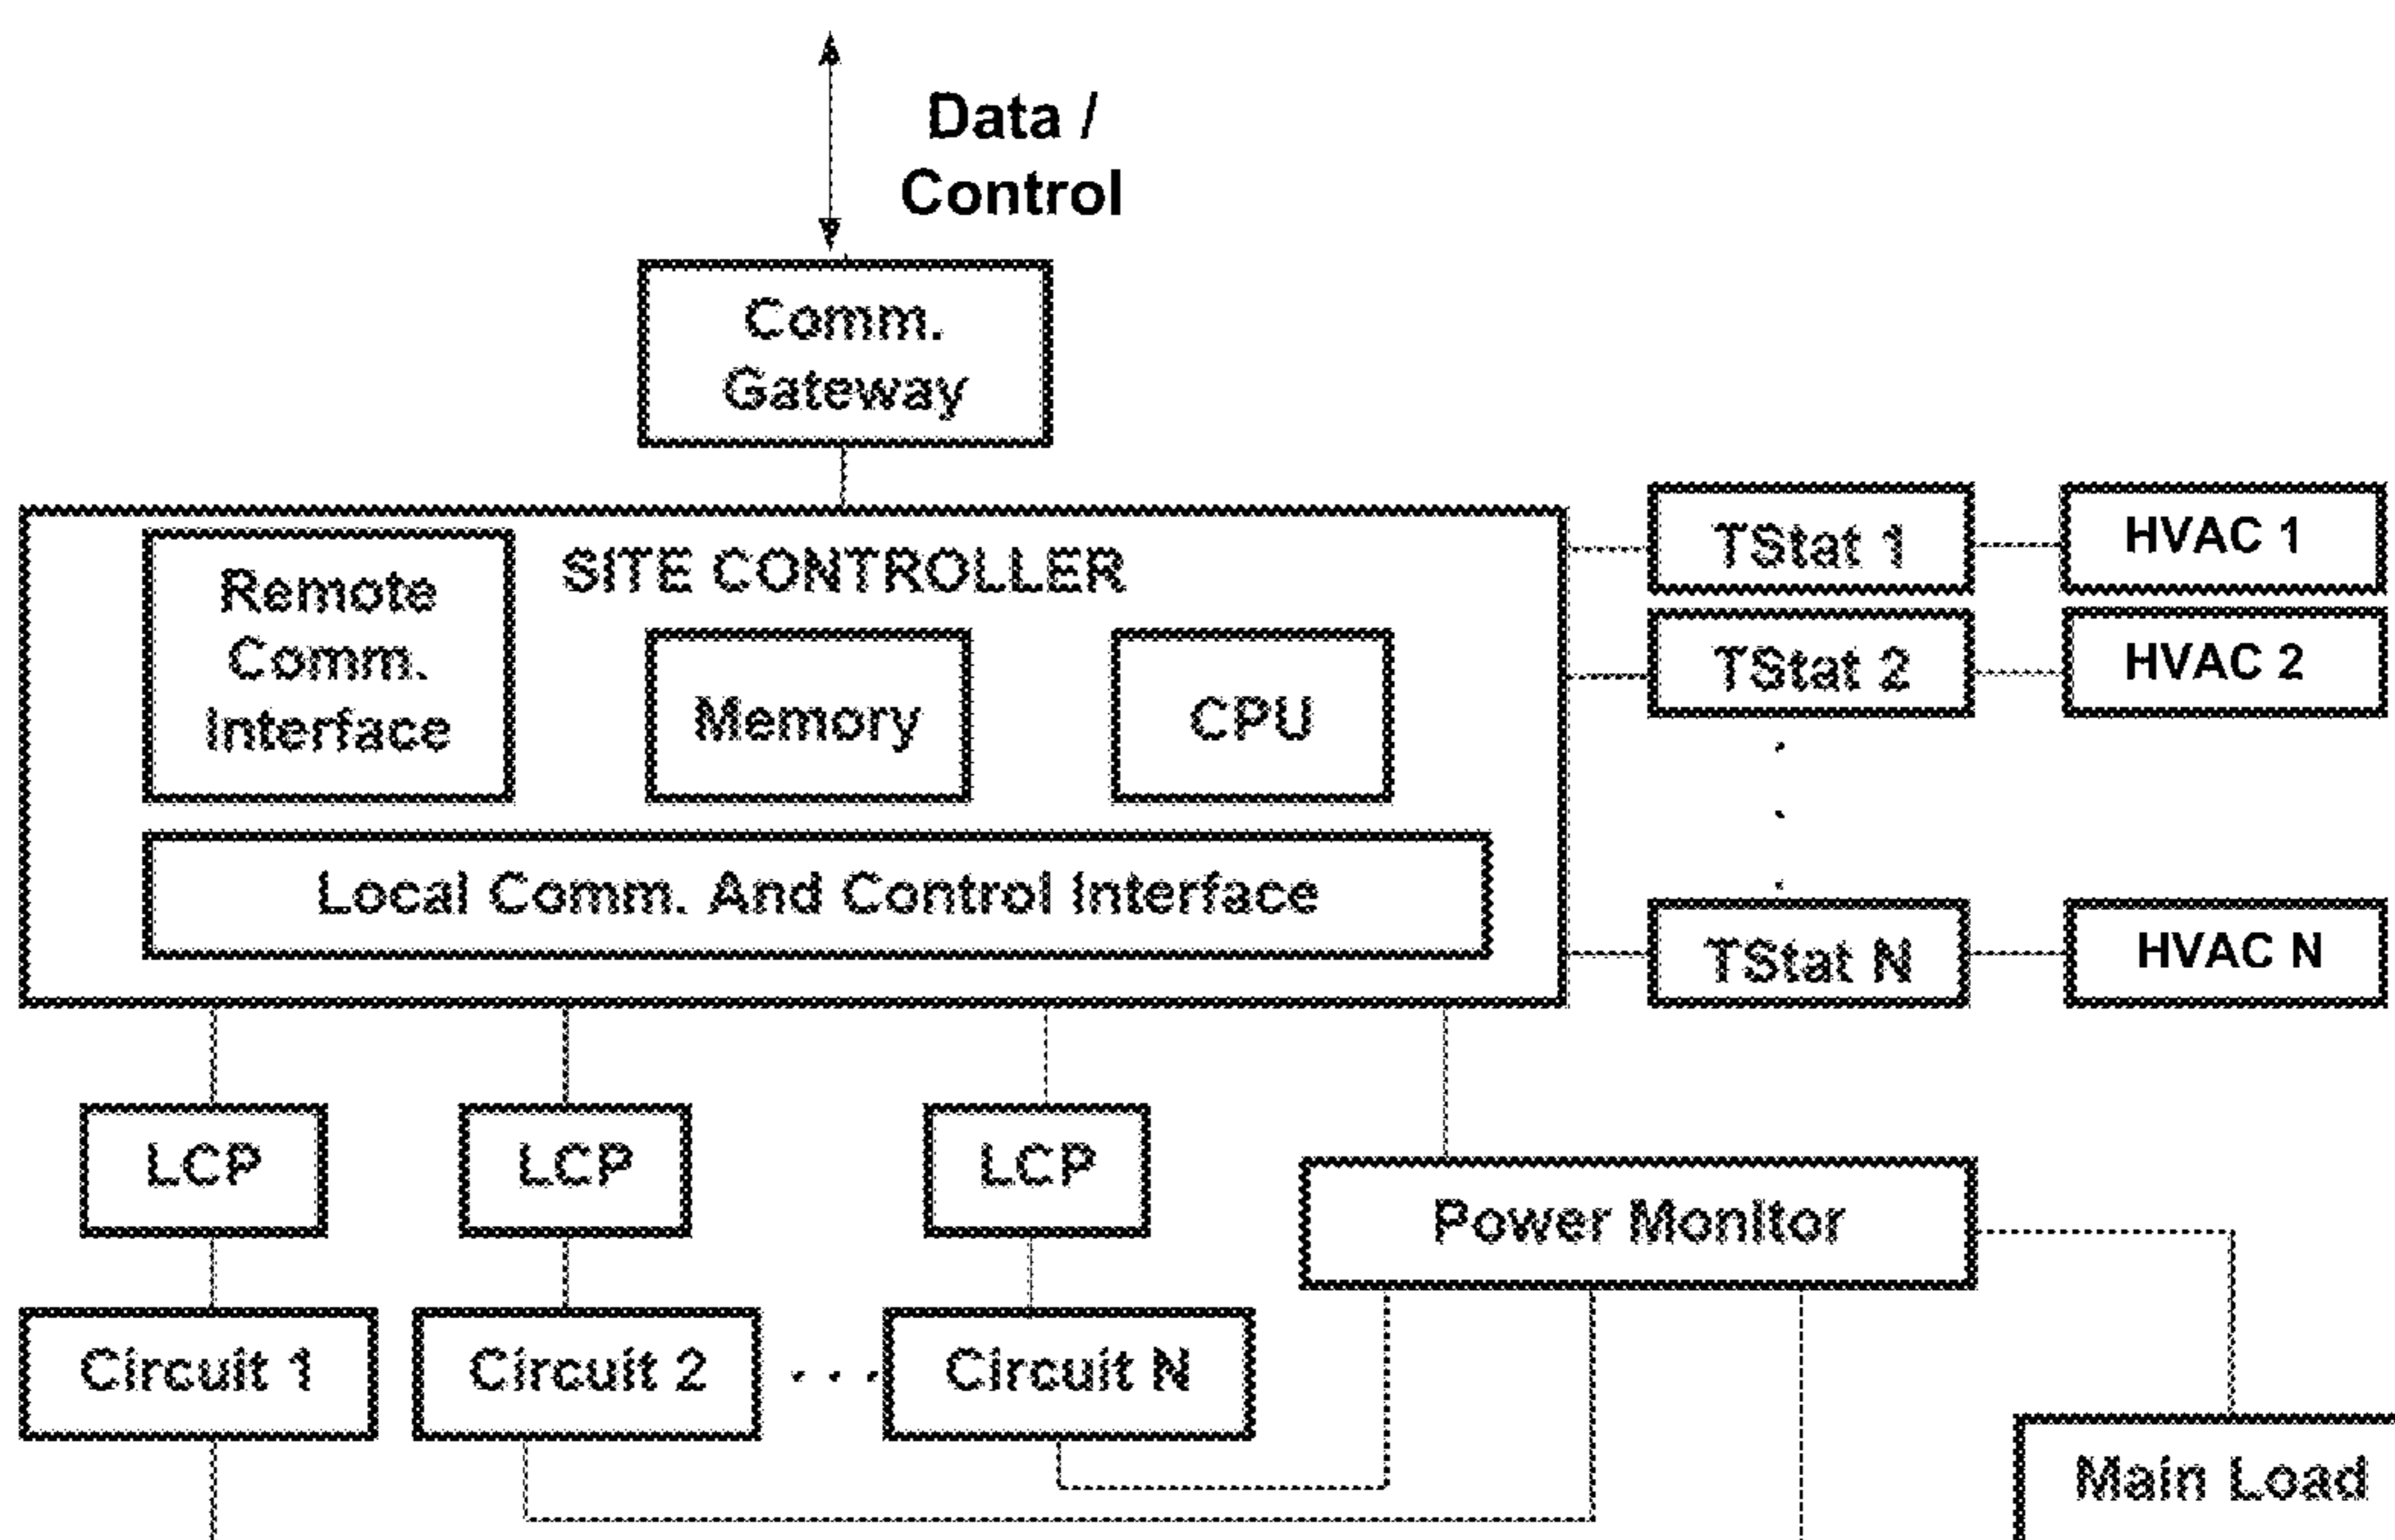 Data /
Control
Comm.
Gateway
SITE CONTROLLER
Remote
Comm.
Interface
Memory
CPU
Local Comm. And Control Interface
TStat 1
HVAC 1
TStat 2
HVAC 2
TStat N
HVAC N
LCP
LCP
LCP
Power Monitor
Circuit 1
Circuit 2
. . .
Circuit N
Main Load